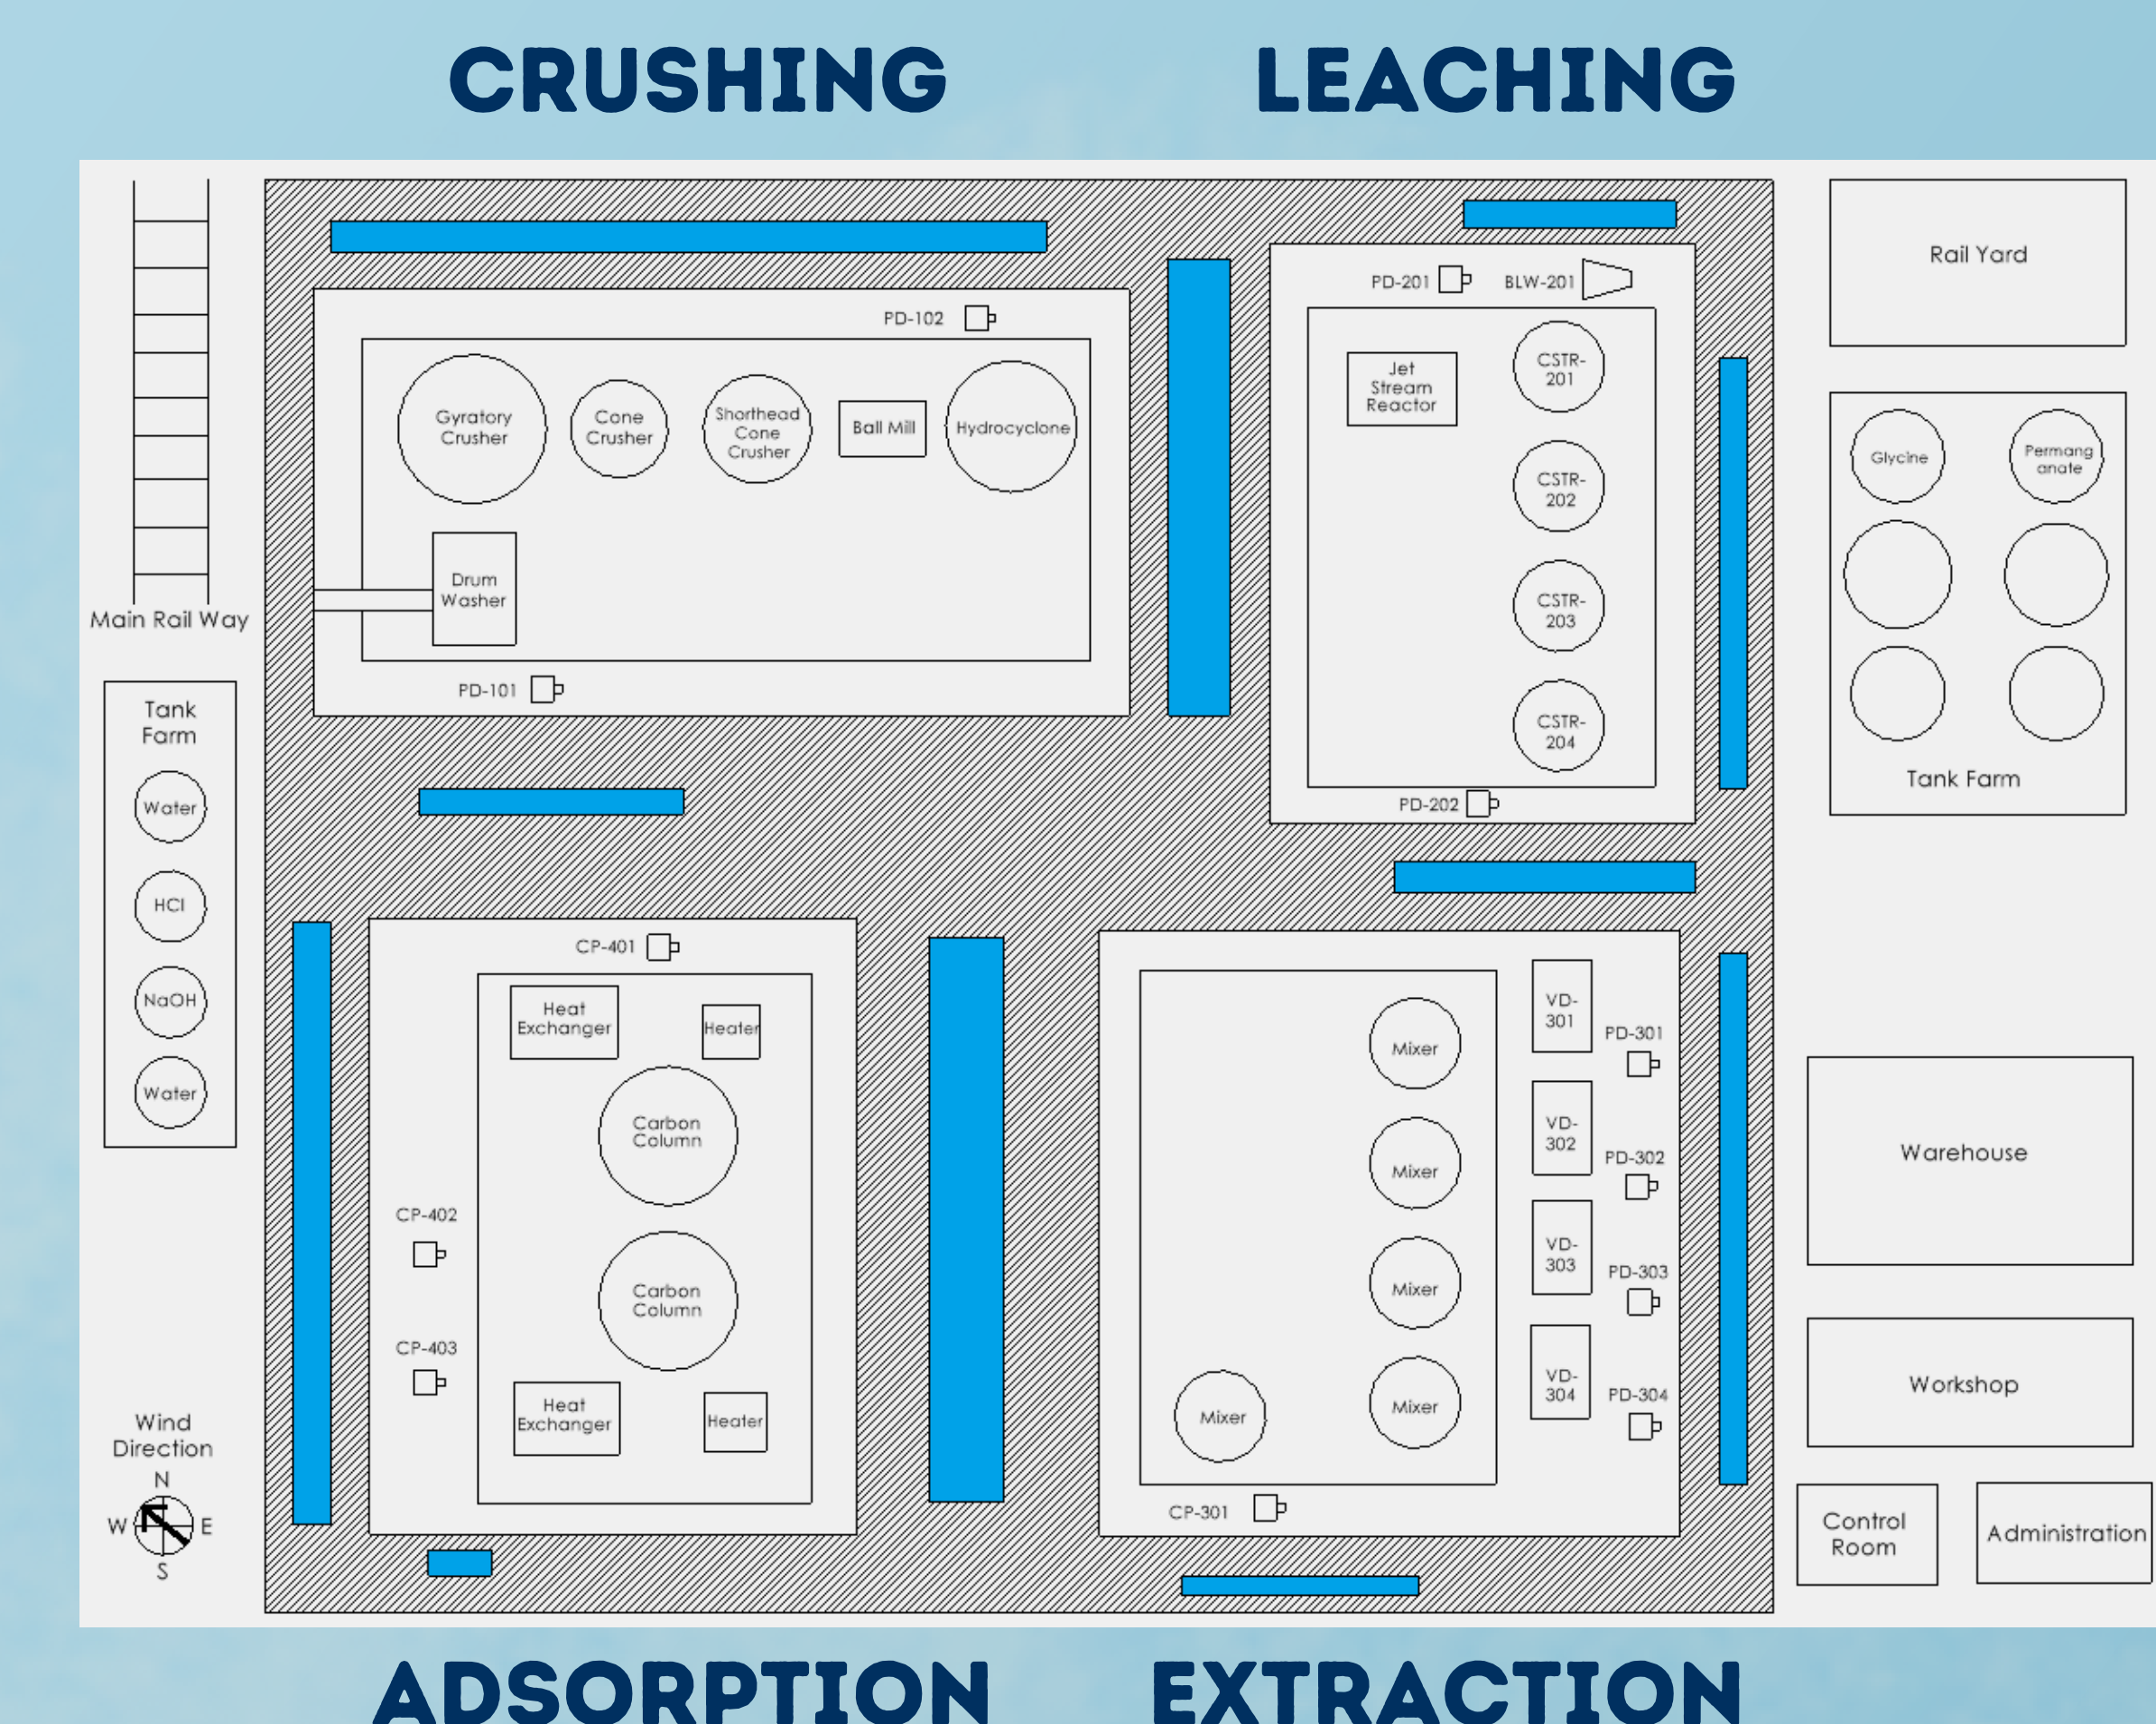 CRUSHING
LEACHING
Main Rail Way
Tank
Farm
Water
HCl
NaOH
Water
Wind
Direction
N
W
E
S
PD-102
Gyratory
Crusher
Cone
Crusher
Shorthead
Cone
Crusher
Ball Mill
Hydrocyclone
Drum
Washer
PD-101
PD-201
BLW-201
Jet
Stream
Reactor
CSTR-
201
CSTR-
202
CSTR-
203
CSTR-
204
PD-202
Rail Yard
Glycine
Permang
anate
Tank Farm
CP-401
Heat
Exchanger
Heater
Carbon
Column
CP-402
Carbon
Column
CP-403
Heat
Exchanger
Heater
Mixer
Mixer
Mixer
Mixer
Mixer
VD-
301
PD-301
VD-
302
PD-302
VD-
303
PD-303
VD-
304
PD-304
CP-301
Warehouse
Workshop
Control
Room
Administration
ADSORPTION
EXTRACTION